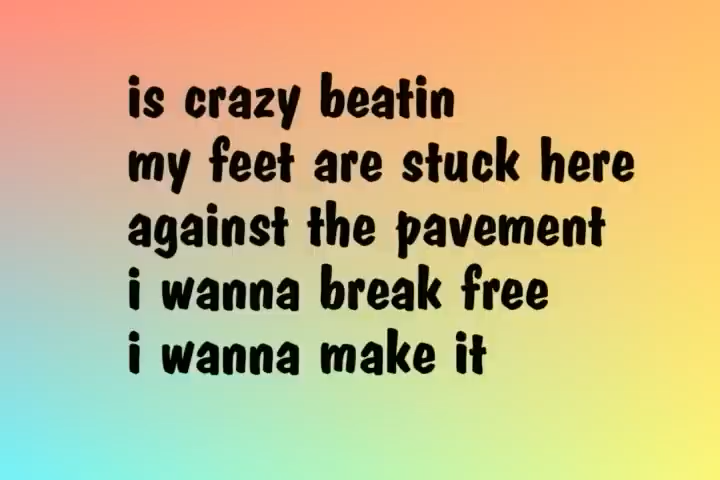 is crazy beatin
my feet are stuck here
against the pavement
i wanna break free
i wanna make it